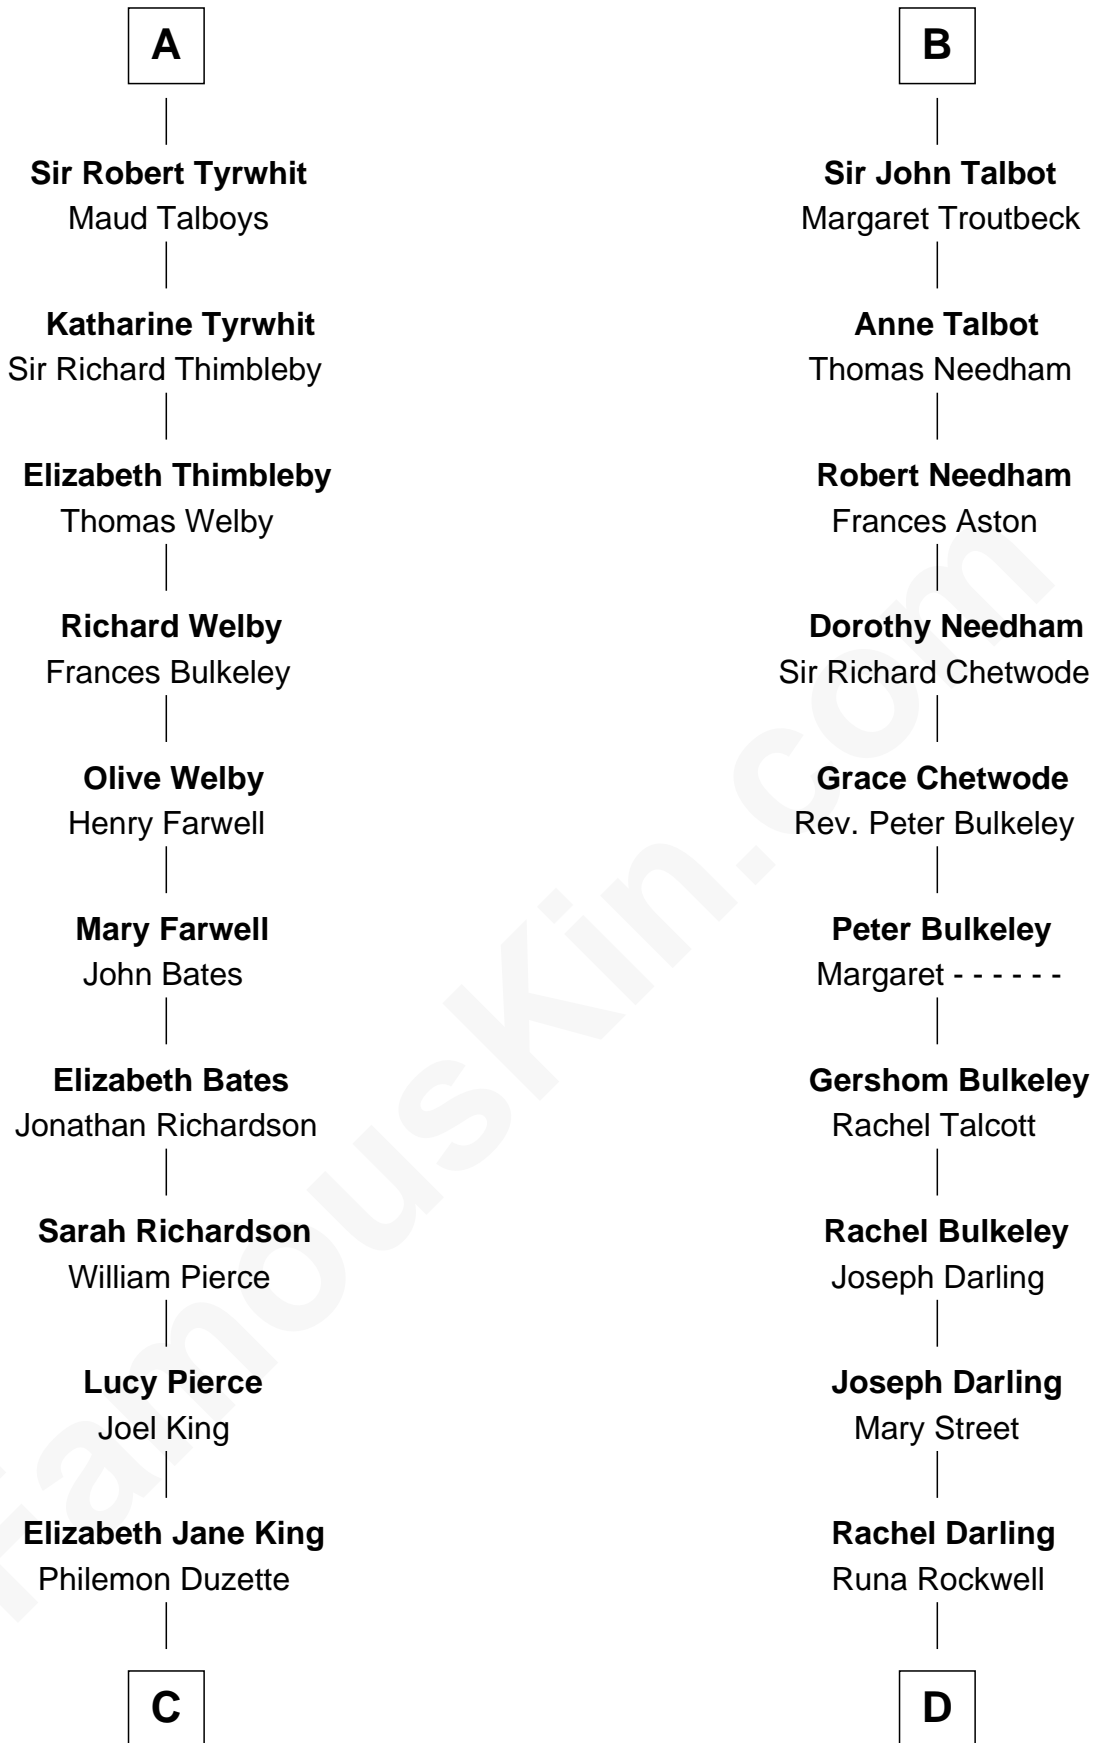 A
Sir Robert Tyrwhit
Maud Talboys
Katharine Tyrwhit
Sir Richard Thimbleby
Elizabeth Thimbleby
Thomas Welby
Richard Welby
Frances Bulkeley
Olive Welby
Henry Farwell
Mary Farwell
John Bates
Elizabeth Bates
Jonathan Richardson
Sarah Richardson
William Pierce
Lucy Pierce
Joel King
Elizabeth Jane King
Philemon Duzette
C
B
Sir John Talbot
Margaret Troutbeck
Anne Talbot
Thomas Needham
Robert Needham
Frances Aston
Dorothy Needham
Sir Richard Chetwode
Grace Chetwode
Rev. Peter Bulkeley
Peter Bulkeley
Margaret - - - - - -
Gershom Bulkeley
Rachel Talcott
Rachel Bulkeley
Joseph Darling
Joseph Darling
Mary Street
Rachel Darling
Runa Rockwell
D
FamousKin.com